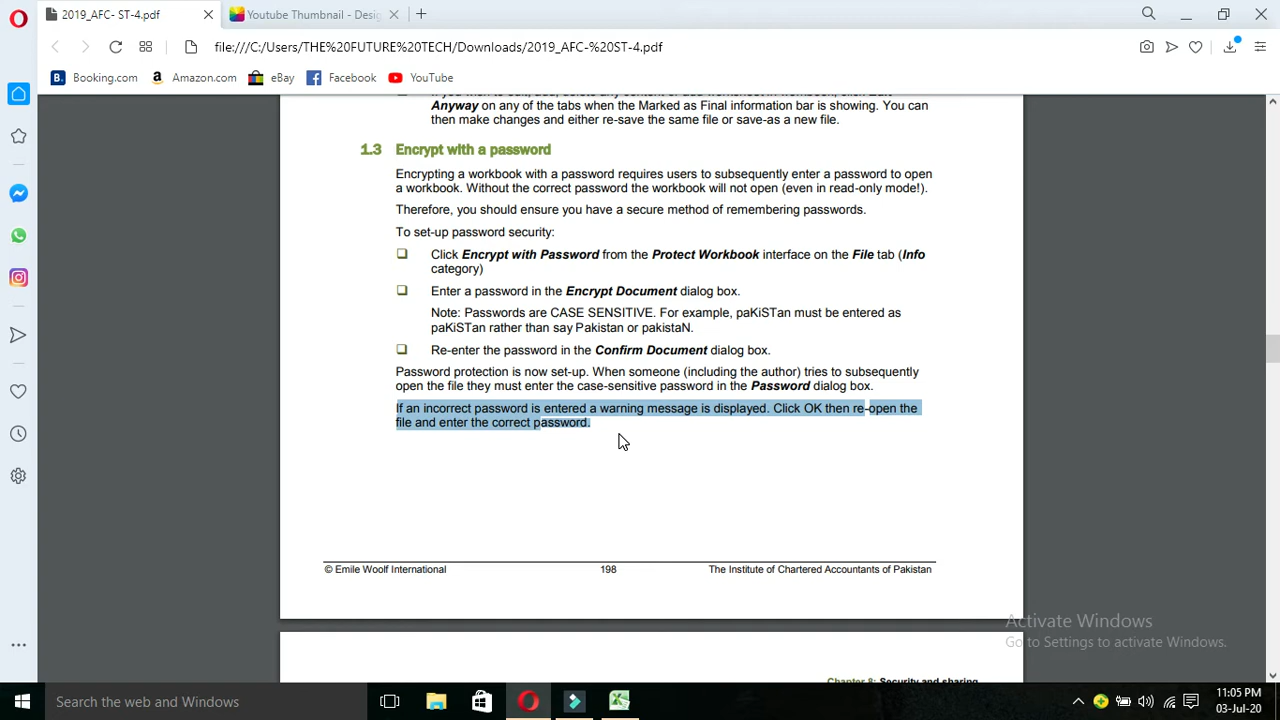 2019_AFC- ST-4.pdf
Youtube Thumbnail - Desig
file:///C:/Users/THE%20FUTURE%20TECH/Downloads/2019_AFC-%20ST-4.pdf
Booking.com
Amazon.com
eBay
Facebook
YouTube
Anyway on any of the tabs when the Marked as Final information bar is showing. You can
then make changes and either re-save the same file or save-as a new file.
1.3 Encrypt with a password
Encrypting a workbook with a password requires users to subsequently enter a password to open
a workbook. Without the correct password the workbook will not open (even in read-only mode!).
Therefore, you should ensure you have a secure method of remembering passwords.
To set-up password security:
❑ Click Encrypt with Password from the Protect Workbook interface on the File tab (Info
category)
❑ Enter a password in the Encrypt Document dialog box.
Note: Passwords are CASE SENSITIVE. For example, paKiSTan must be entered as
paKiSTan rather than say Pakistan or pakistaN.
❑ Re-enter the password in the Confirm Document dialog box.
Password protection is now set-up. When someone (including the author) tries to subsequently
open the file they must enter the case-sensitive password in the Password dialog box.
If an incorrect password is entered a warning message is displayed. Click OK then re-open the
file and enter the correct password.
© Emile Woolf International
198
The Institute of Chartered Accountants of Pakistan
Activate Windows
Go to Settings to activate Windows.
Chapter 8: Security and sharing
Search the web and Windows
11:05 PM
03-Jul-20